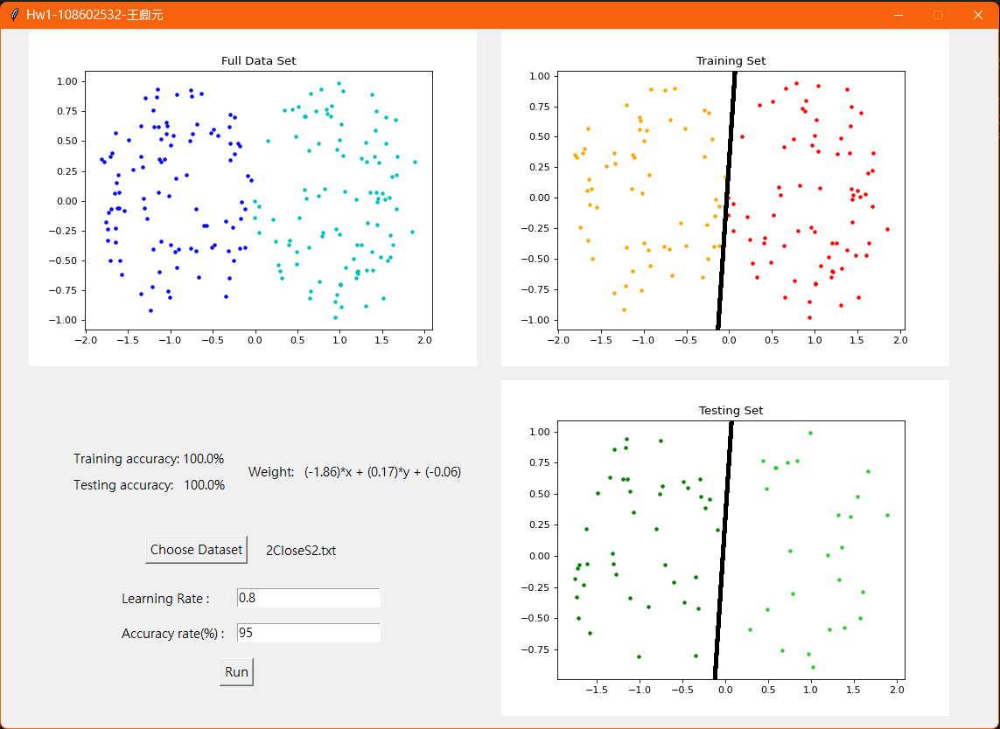 Hw1-108602532-王鼎元
Full Data Set
1.00
0.75
0.50
0.25
0.00
−0.25
−0.50
−0.75
−1.00
−2.0 −1.5 −1.0 −0.5 0.0 0.5 1.0 1.5 2.0
Training Set
1.00
0.75
0.50
0.25
0.00
−0.25
−0.50
−0.75
−1.00
−2.0 −1.5 −1.0 −0.5 0.0 0.5 1.0 1.5 2.0
Training accuracy: 100.0%
Testing accuracy: 100.0%
Weight: (-1.86)*x + (0.17)*y + (-0.06)
Choose Dataset 2CloseS2.txt
Learning Rate : 0.8
Accuracy rate(%) : 95
Run
Testing Set
1.00
0.75
0.50
0.25
0.00
−0.25
−0.50
−0.75
−1.5 −1.0 −0.5 0.0 0.5 1.0 1.5 2.0